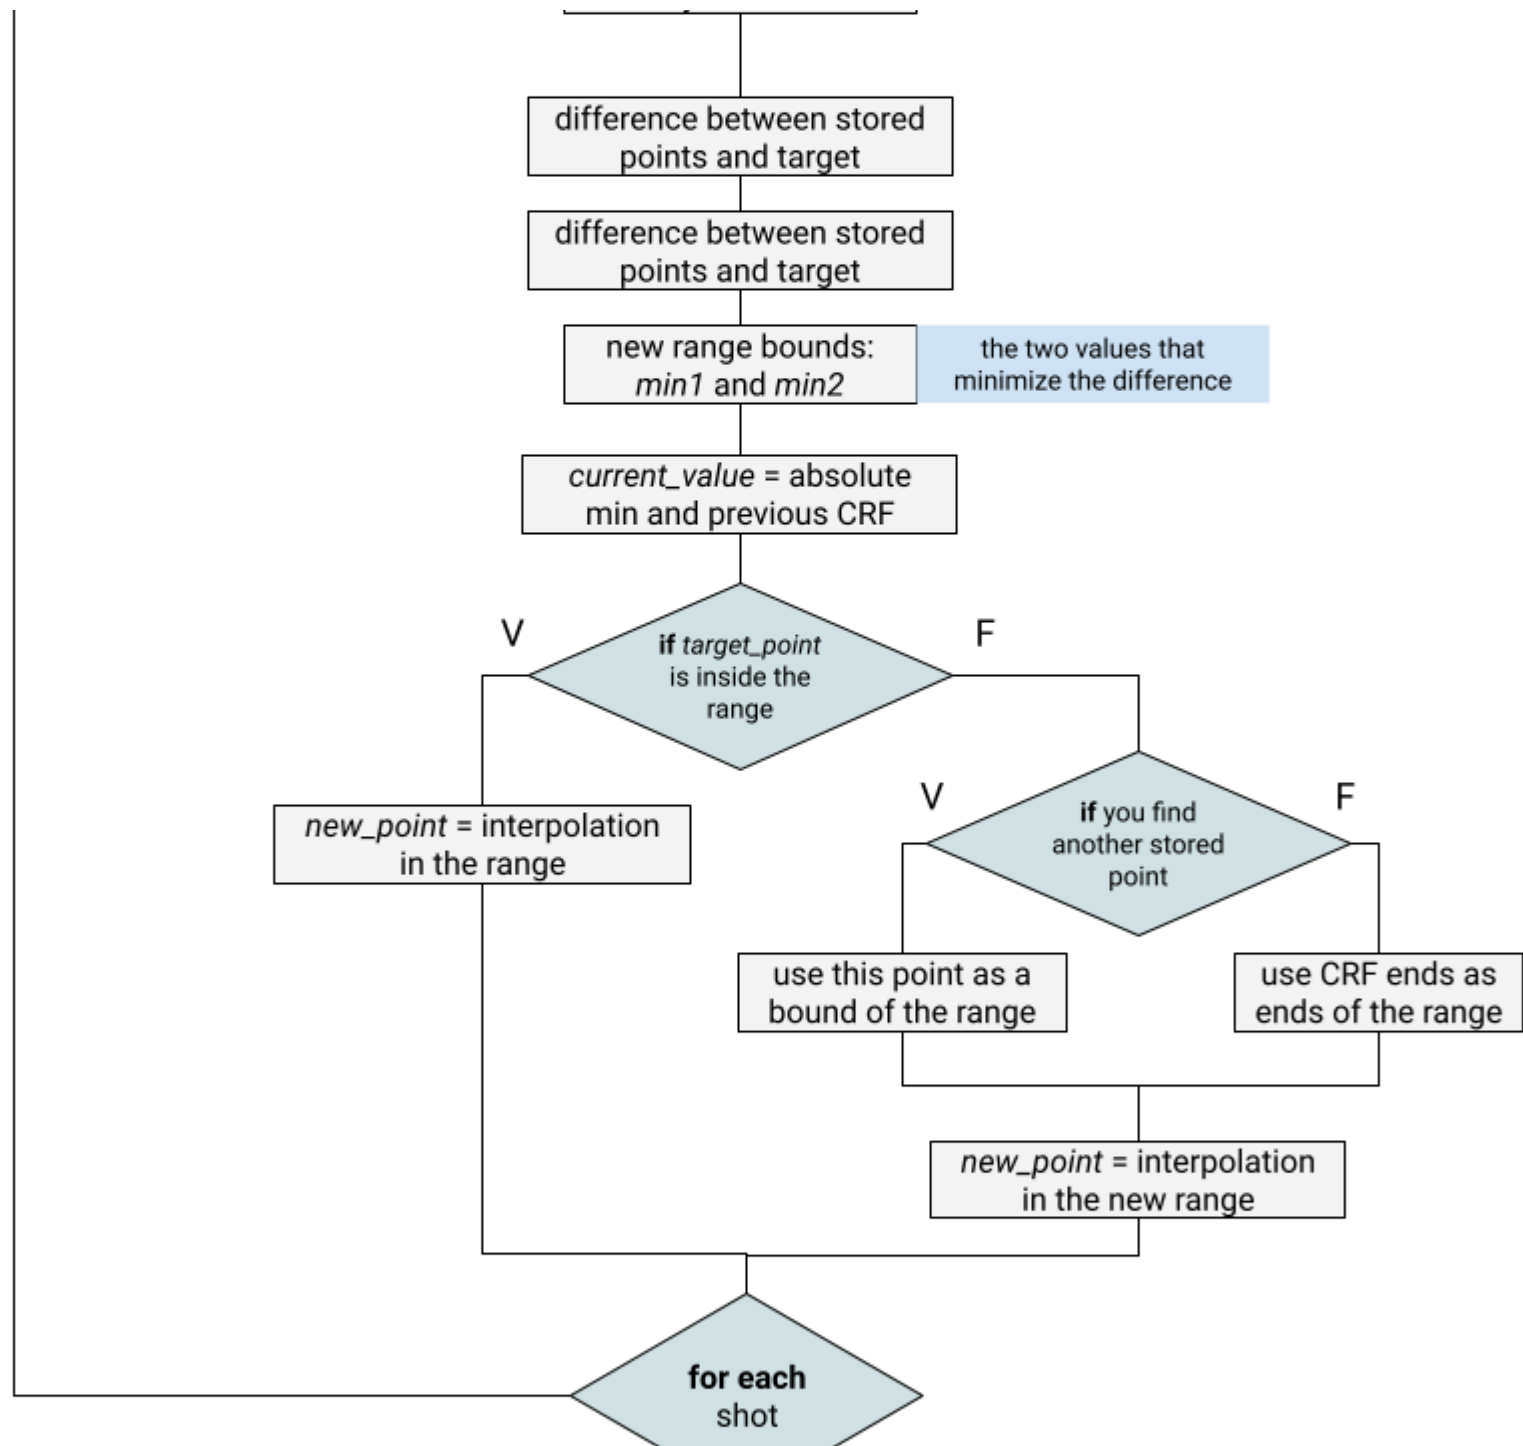 difference between stored
points and target
difference between stored
points and target
new range bounds:
min1 and min2
the two values that
minimize the difference
current_value = absolute
min and previous CRF
V
F
if target_point
is inside the
range
new_point = interpolation
in the range
V
F
if you find
another stored
point
use this point as a
bound of the range
use CRF ends as
ends of the range
new_point = interpolation
in the new range
for each
shot